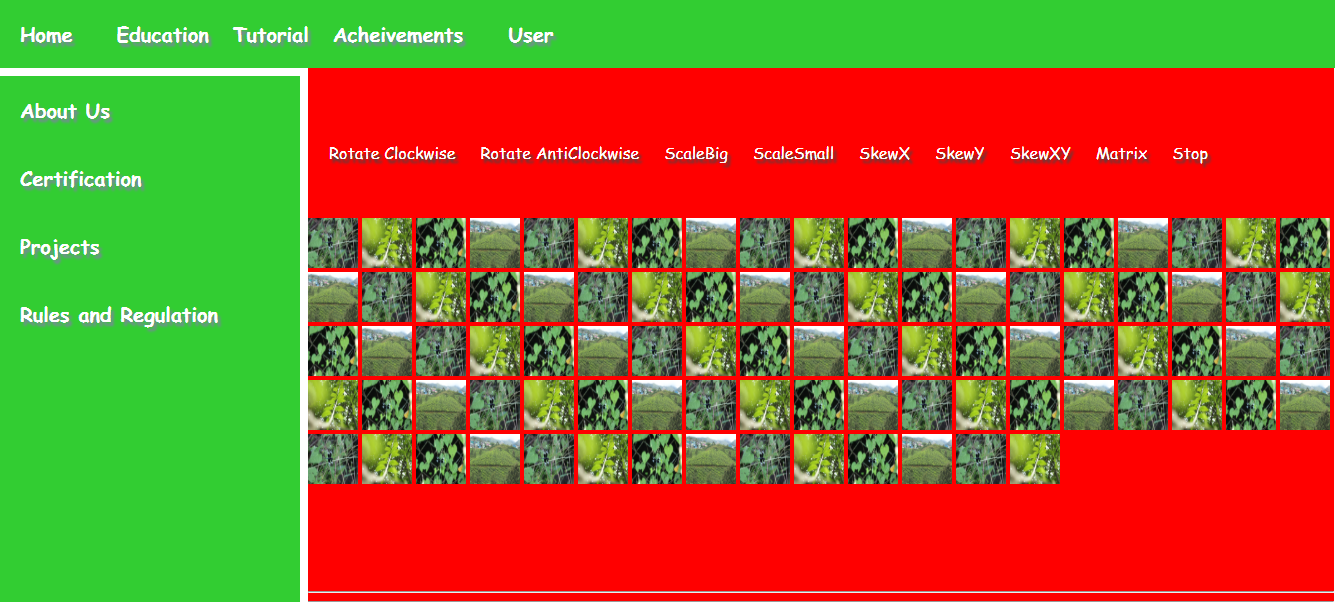 Home Education Tutorial Acheivements User
About Us
Certification
Projects
Rules and Regulation
Rotate Clockwise Rotate AntiClockwise ScaleBig ScaleSmall SkewX SkewY SkewXY Matrix Stop